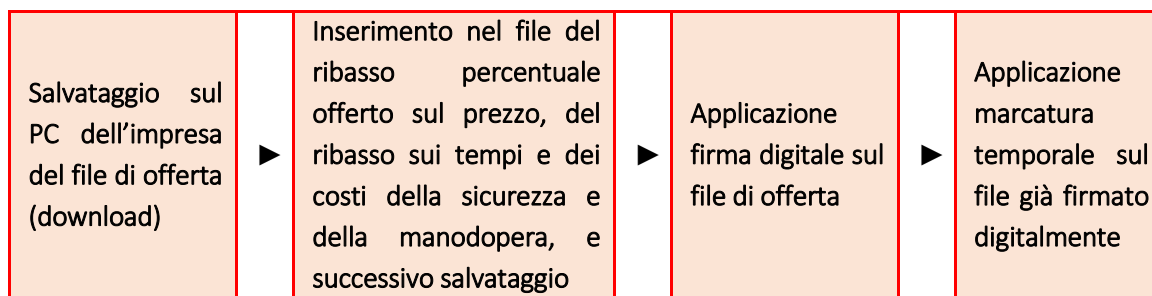 Salvataggio sul
PC dell’impresa
del file di offerta
(download)
►
Inserimento nel file del
ribasso percentuale
offerto sul prezzo, del
ribasso sui tempi e dei
costi della sicurezza e
della manodopera, e
successivo salvataggio
►
Applicazione
firma digitale sul
file di offerta
►
Applicazione
marcatura
temporale sul
file già firmato
digitalmente